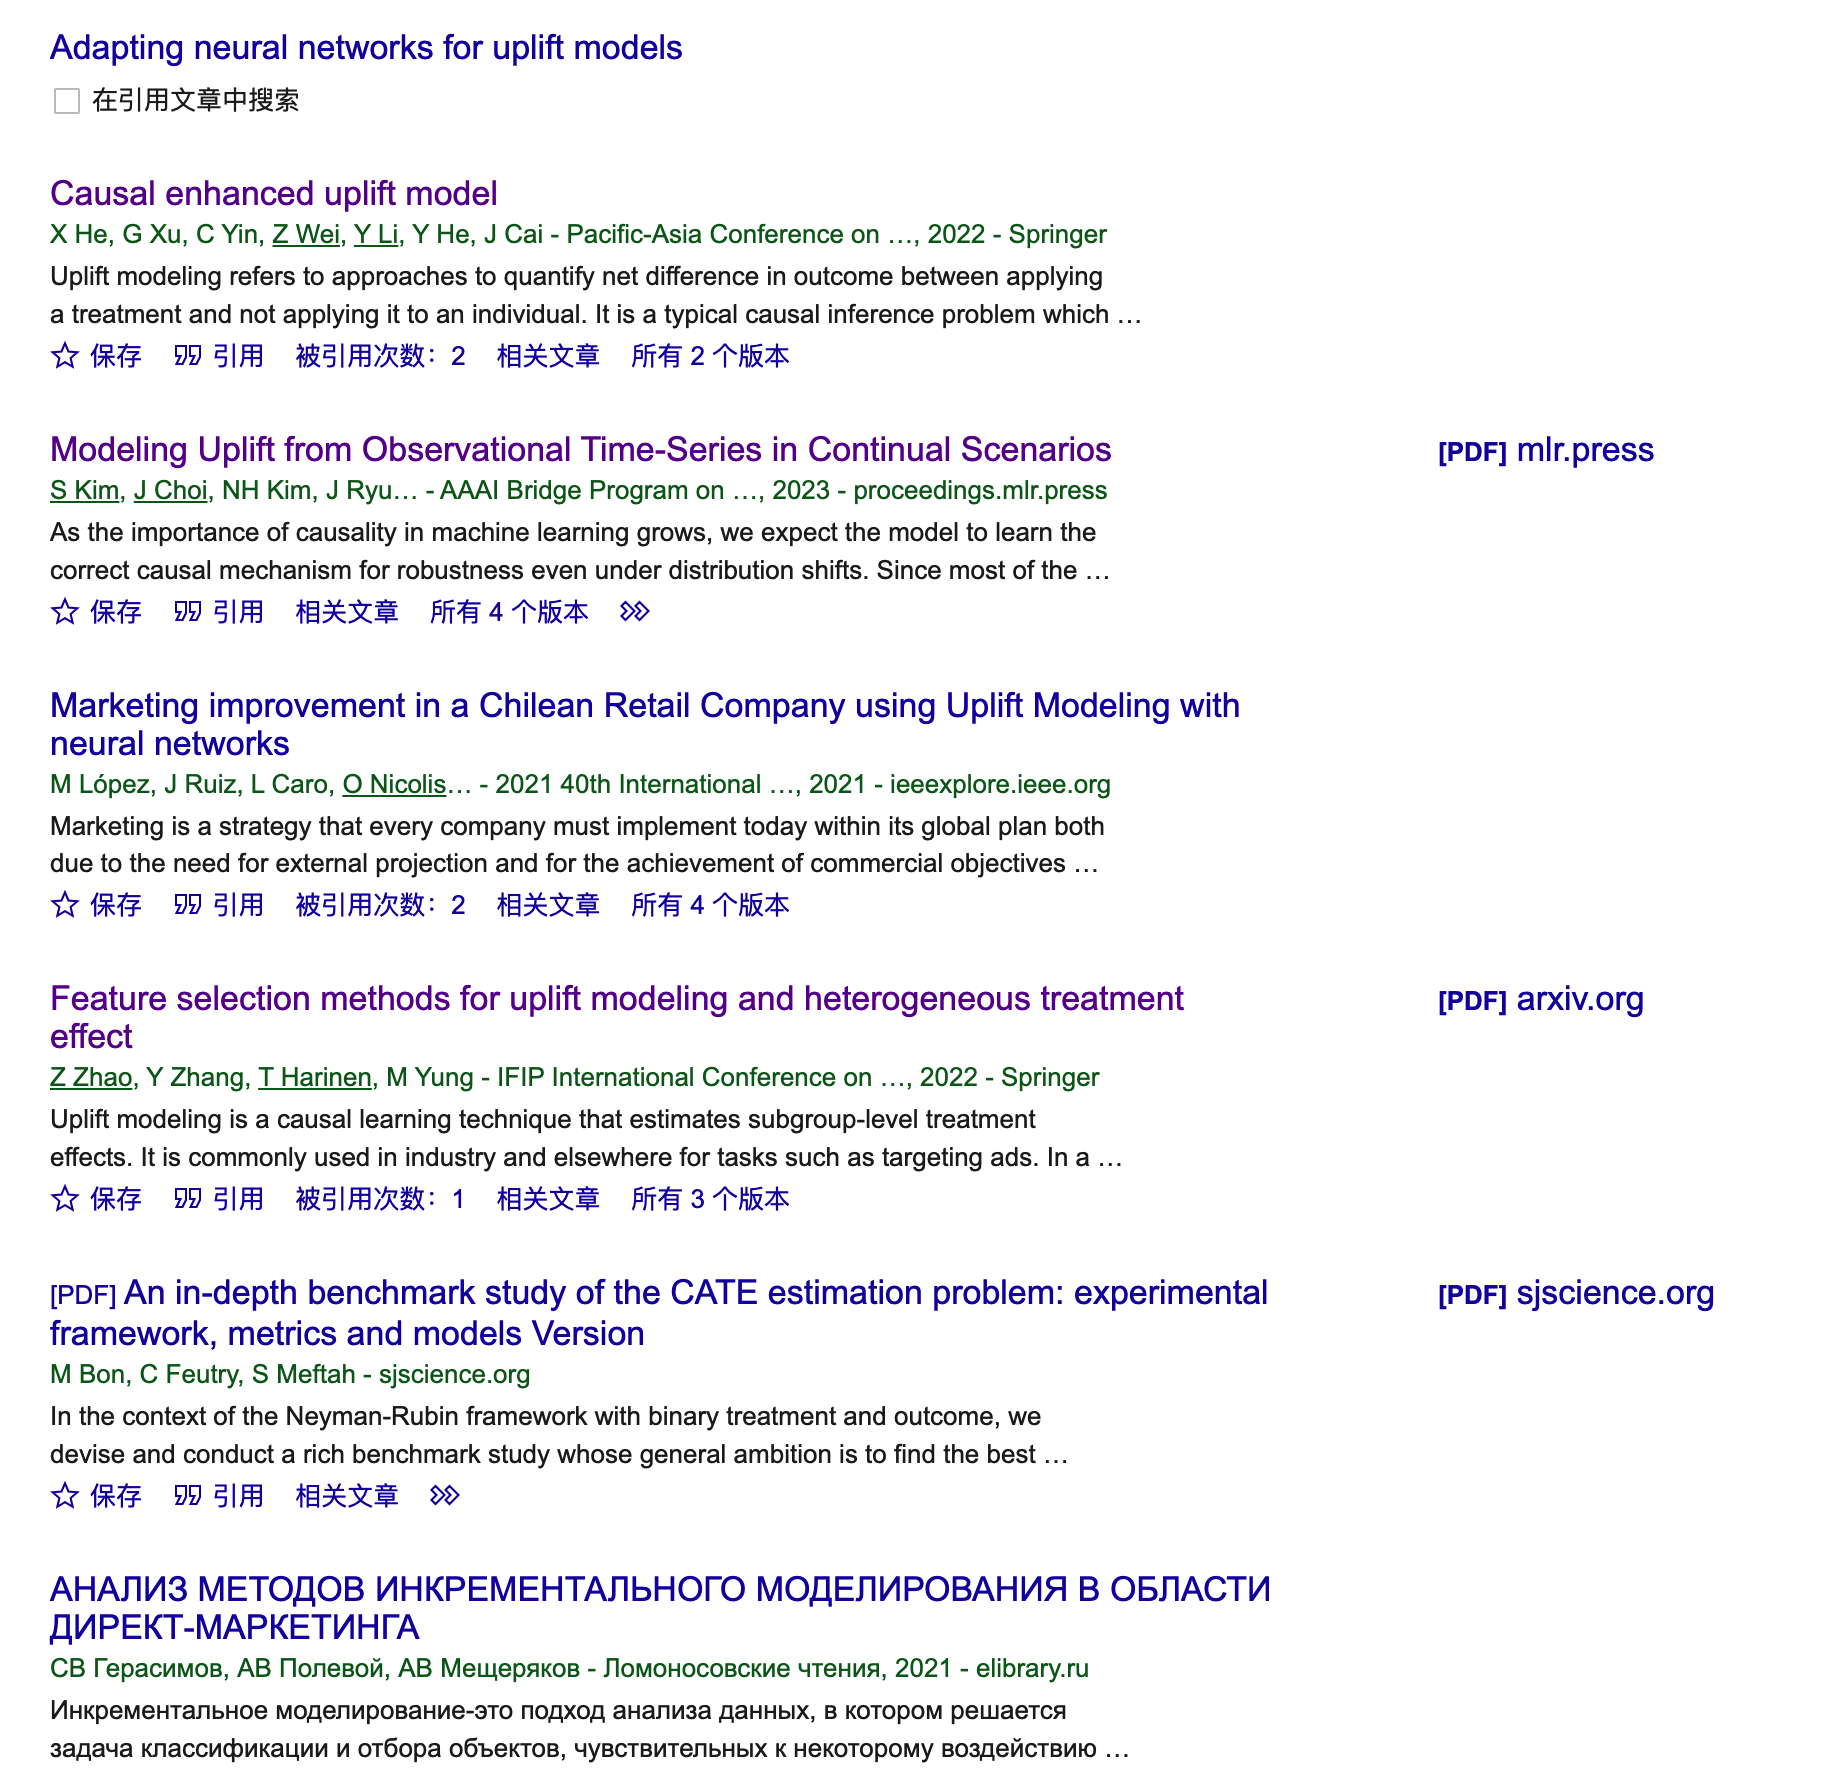 Adapting neural networks for uplift models
在引用文章中搜索
Causal enhanced uplift model
X He, G Xu, C Yin, Z Wei, Y Li, Y He, J Cai - Pacific-Asia Conference on …, 2022 - Springer
Uplift modeling refers to approaches to quantify net difference in outcome between applying
a treatment and not applying it to an individual. It is a typical causal inference problem which …
保存 引用 被引用次数：2 相关文章 所有 2 个版本
Modeling Uplift from Observational Time-Series in Continual Scenarios
[PDF] mlr.press
S Kim, J Choi, NH Kim, J Ryu… - AAAI Bridge Program on …, 2023 - proceedings.mlr.press
As the importance of causality in machine learning grows, we expect the model to learn the
correct causal mechanism for robustness even under distribution shifts. Since most of the …
保存 引用 相关文章 所有 4 个版本
Marketing improvement in a Chilean Retail Company using Uplift Modeling with
neural networks
M López, J Ruiz, L Caro, O Nicolis… - 2021 40th International …, 2021 - ieeexplore.ieee.org
Marketing is a strategy that every company must implement today within its global plan both
due to the need for external projection and for the achievement of commercial objectives …
保存 引用 被引用次数：2 相关文章 所有 4 个版本
Feature selection methods for uplift modeling and heterogeneous treatment
effect
[PDF] arxiv.org
Z Zhao, Y Zhang, T Harinen, M Yung - IFIP International Conference on …, 2022 - Springer
Uplift modeling is a causal learning technique that estimates subgroup-level treatment
effects. It is commonly used in industry and elsewhere for tasks such as targeting ads. In a …
保存 引用 被引用次数：1 相关文章 所有 3 个版本
[PDF] An in-depth benchmark study of the CATE estimation problem: experimental
framework, metrics and models Version
[PDF] sjscience.org
M Bon, C Feutry, S Meftah - sjscience.org
In the context of the Neyman-Rubin framework with binary treatment and outcome, we
devise and conduct a rich benchmark study whose general ambition is to find the best …
保存 引用 相关文章
АНАЛИЗ МЕТОДОВ ИНКРЕМЕНТАЛЬНОГО МОДЕЛИРОВАНИЯ В ОБЛАСТИ
ДИРЕКТ-МАРКЕТИНГА
СВ Герасимов, АВ Полевой, АВ Мещеряков - Ломоносовские чтения, 2021 - elibrary.ru
Инкрементальное моделирование-это подход анализа данных, в котором решается
задача классификации и отбора объектов, чувствительных к некоторому воздействию …